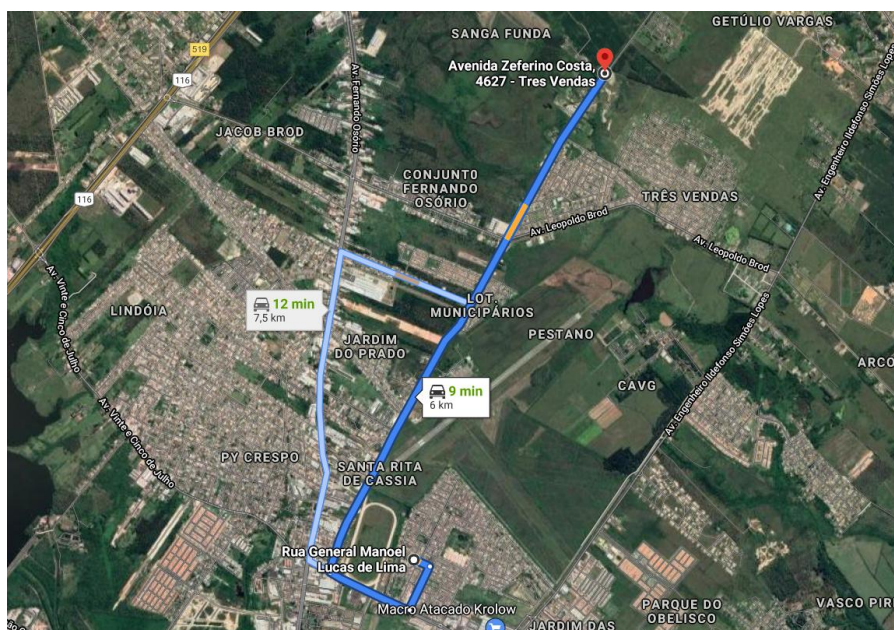 SANGA FUNDA
GETÚLIO VARGAS
519
116
Avenida Zeferino Costa,
4627 - Tres Vendas
Av. Fernando Osório
JACOB BROD
116
CONJUNT0
FERNANDO
OSÓRIO
TRÊS VENDAS
Av. Engenheiro Ildefonso Simões Lopes
Av. Leopoldo Brod
Av. Leopoldo Brod
Av. Vinte e Cinco de Julho
12 min
7,5 km
LINDÓIA
LOT.
MUNICIPÁRIOS
PESTANO
JARDIM
DO PRADO
ARCO
CAVG
9 min
6 km
Av. Engenheiro Ildefonso Simões Lopes
Av. Vinte e Cinco de Julho
PY CRESPO
SANTA RITA
DE CASSIA
Rua General Manoel
Lucas de Lima
Macro Atacado Krolow
PARQUE DO
OBELISCO
VASCO PIRE
JARDIM DAS